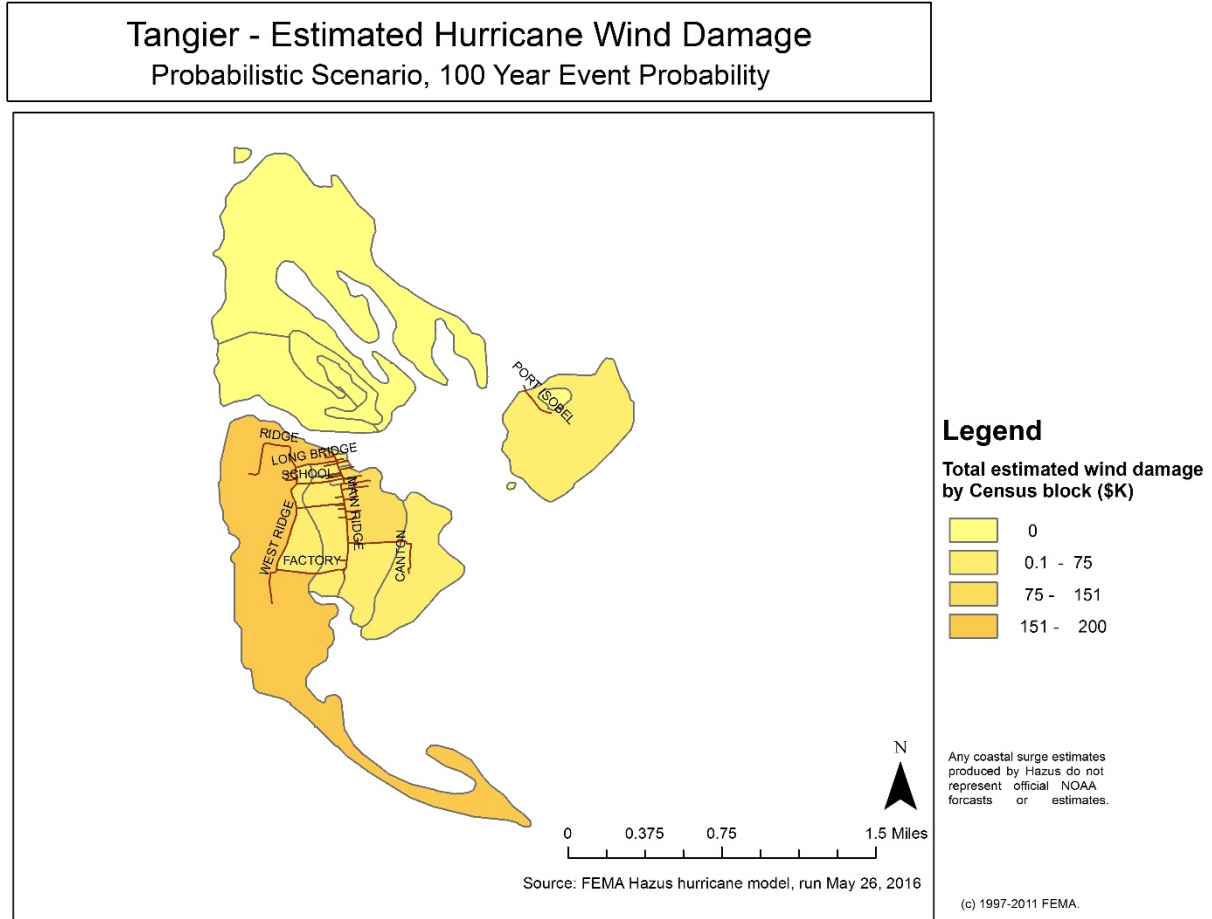 Tangier - Estimated Hurricane Wind Damage
Probabilistic Scenario, 100 Year Event Probability
PORT ISOBEL
RIDGE
LONG BRIDGE
SCHOOL
MAIN RIDGE
WEST RIDGE
FACTORY
CANTON
Legend
Total estimated wind damage
by Census block ($K)
0
0.1 - 75
75 - 151
151 - 200
N
Any coastal surge estimates
produced by Hazus do not
represent official NOAA
forcasts or estimates.
0 0.375 0.75 1.5 Miles
Source: FEMA Hazus hurricane model, run May 26, 2016
(c) 1997-2011 FEMA.